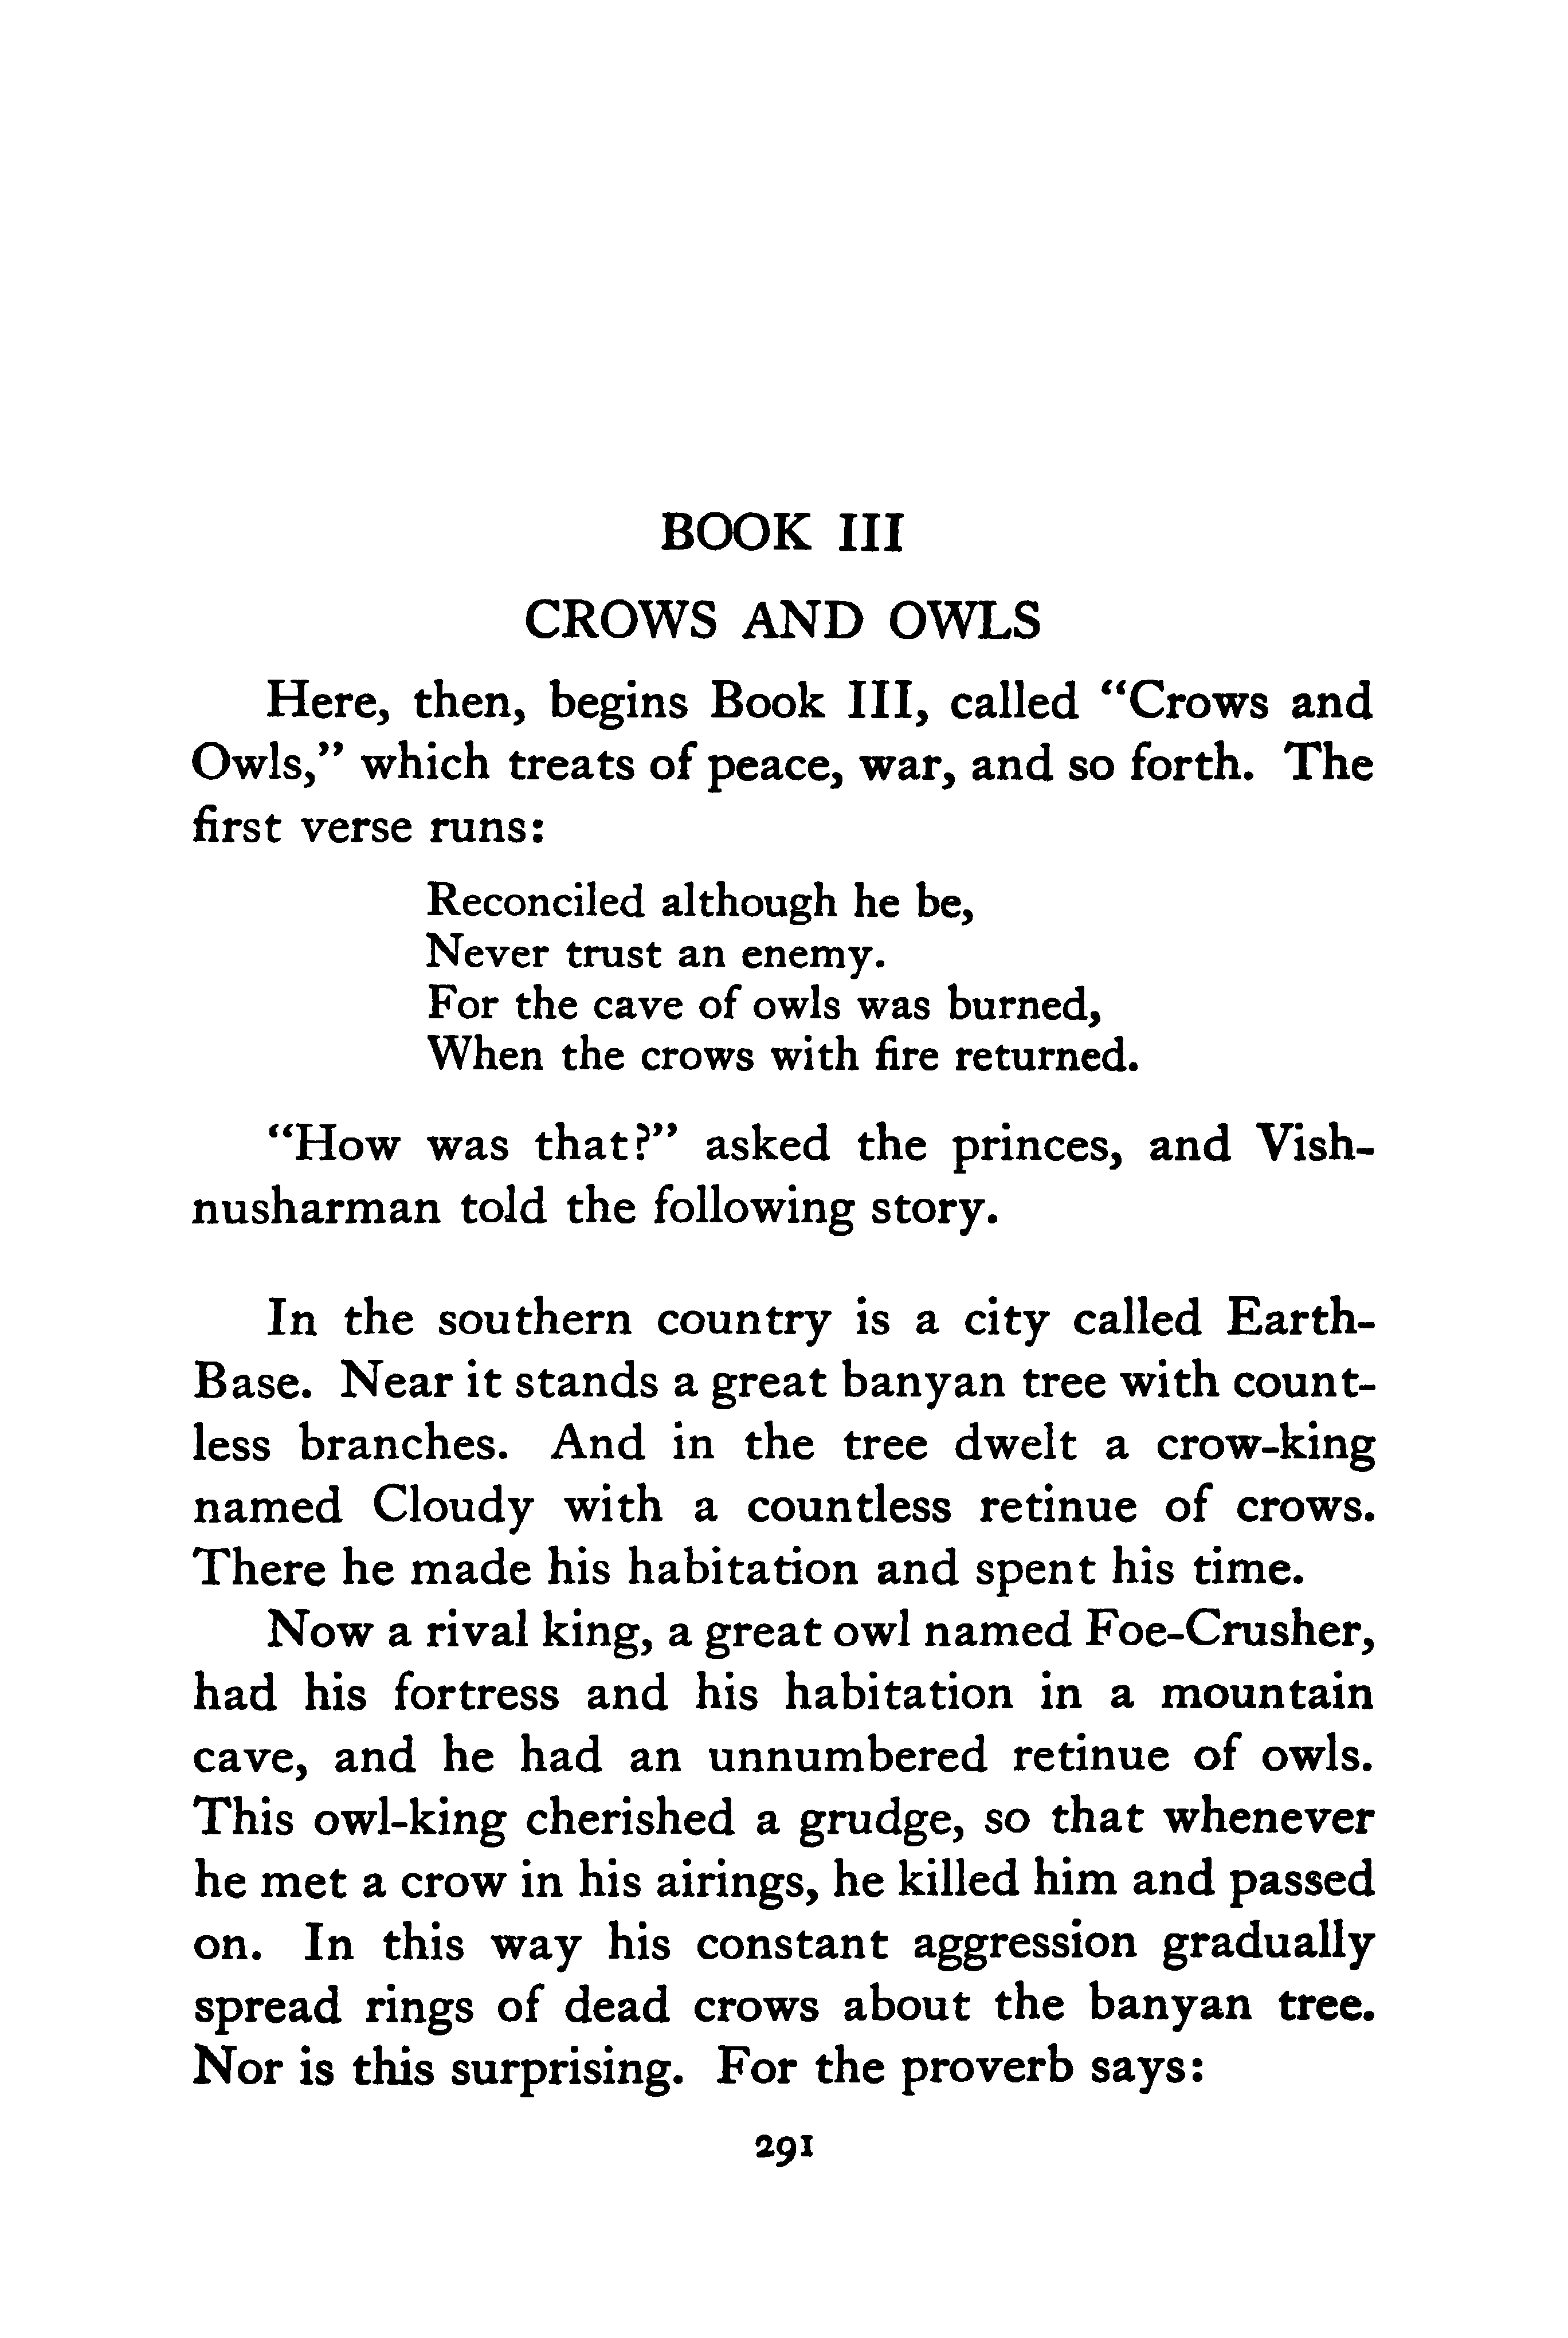 BOOK III
CROWS AND OWLS
Here, then, begins Book III, called “Crows and
Owls,” which treats of peace, war, and so forth. The
first verse runs:
Reconciled although he be,
Never trust an enemy.
For the cave of owls was burned,
When the crows with fire returned.
“How was that?” asked the princes, and Vish-
nusharman told the following story.
In the southern country is a city called Earth-
Base. Near it stands a great banyan tree with count-
less branches. And in the tree dwelt a crow-king
named Cloudy with a countless retinue of crows.
There he made his habitation and spent his time.
Now a rival king, a great owl named Foe-Crusher,
had his fortress and his habitation in a mountain
cave, and he had an unnumbered retinue of owls.
This owl-king cherished a grudge, so that whenever
he met a crow in his airings, he killed him and passed
on. In this way his constant aggression gradually
spread rings of dead crows about the banyan tree.
Nor is this surprising. For the proverb says:
291